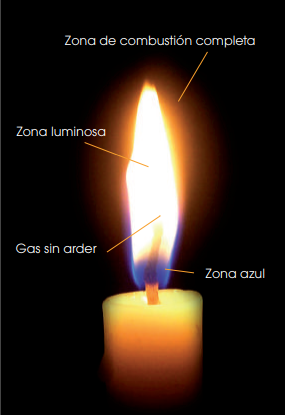 Zona de combustión completa
Zona luminosa
Gas sin arder
Zona azul